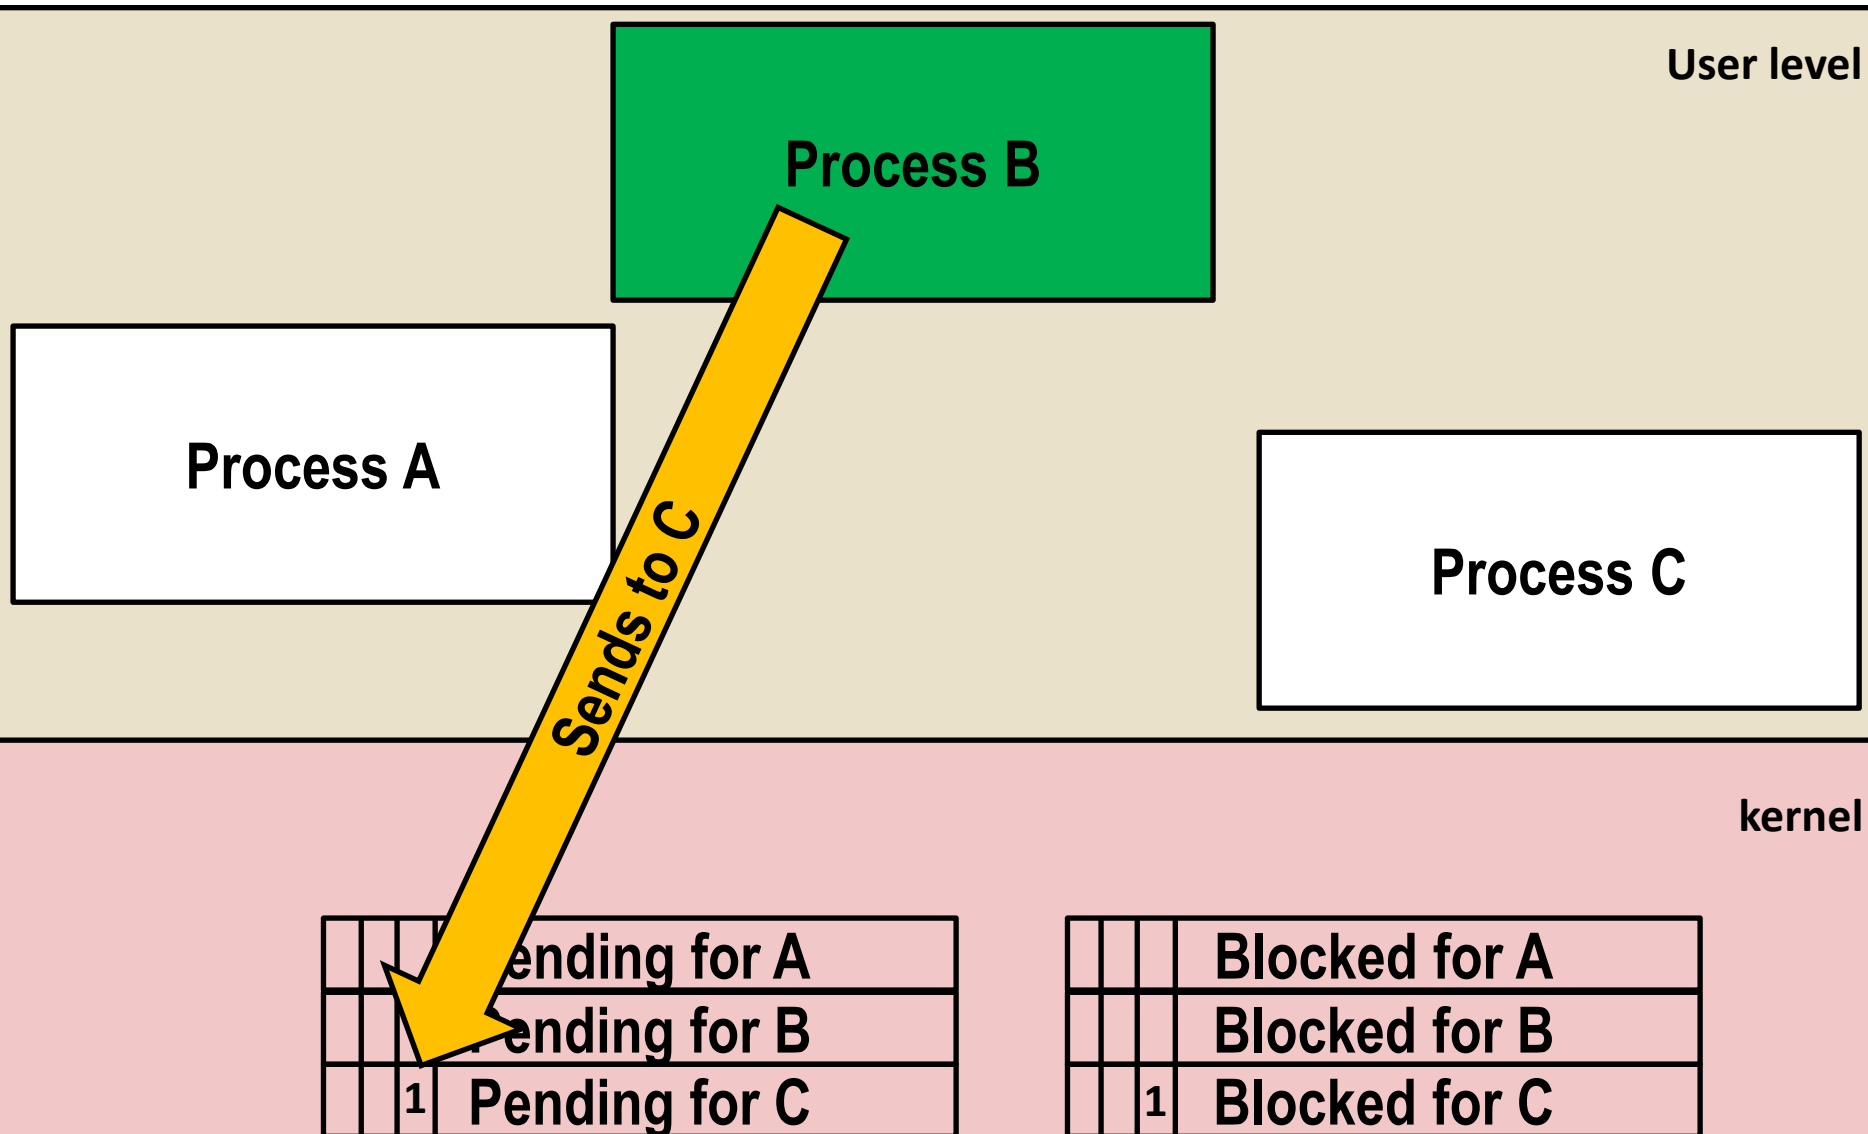 User level
Process B
Process A
Sends to C
Process C
kernel
ending for A
Blocked for A
Pending for B
Blocked for B
1 Pending for C
1 Blocked for C